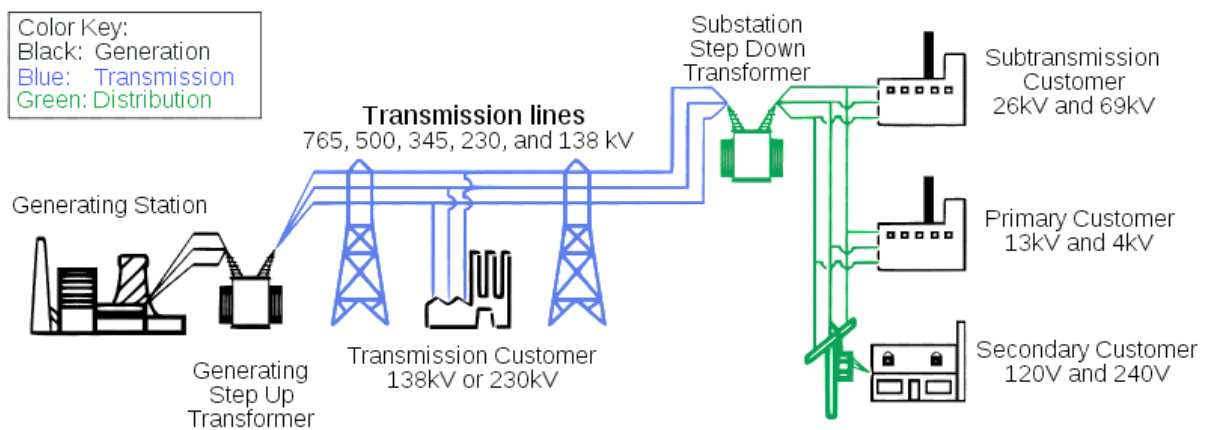 Color Key:
Black: Generation
Blue: Transmission
Green: Distribution
Substation
Step Down
Transformer
Subtransmission
Customer
26kV and 69kV
Transmission lines
765, 500, 345, 230, and 138 kV
Generating Station
Primary Customer
13kV and 4kV
Transmission Customer
138kV or 230kV
Generating
Step Up
Transformer
Secondary Customer
120V and 240V